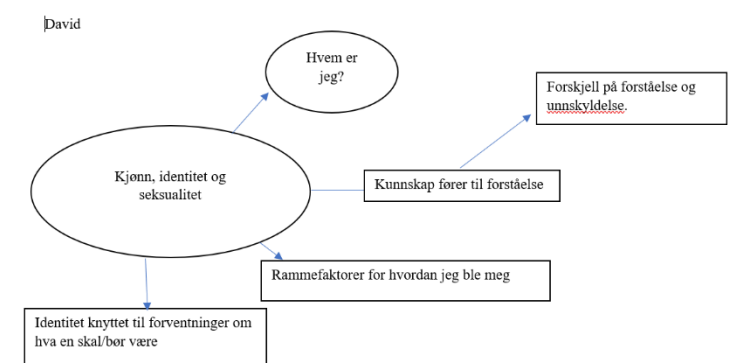 David
Hvem er
jeg?
Forskjell på forståelse og
unnskyldelse.
Kjønn, identitet og
seksualitet
Kunnskap fører til forståelse
Rammefaktorer for hvordan jeg ble meg
Identitet knyttet til forventninger om
hva en skal/bør være